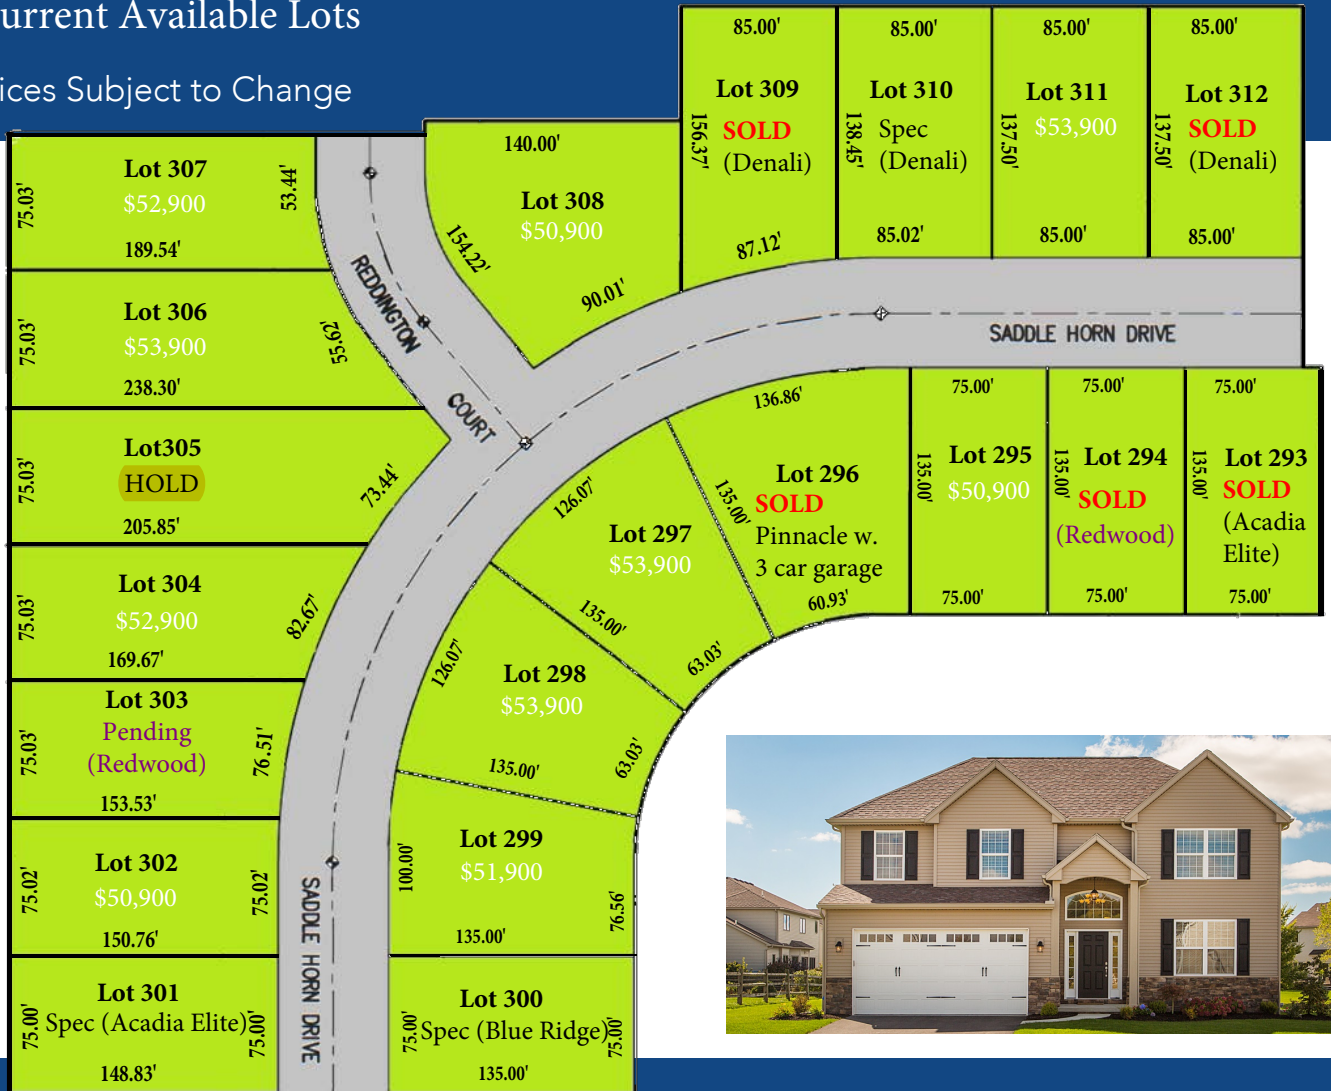 urrent Available Lots
ices Subject to Change
85.00'
Lot 309
SOLD
(Denali)
156.37'
87.12'
85.00'
Lot 310
Spec
(Denali)
138.45'
85.02'
85.00'
Lot 311
$53,900
137.50'
85.00'
85.00'
Lot 312
SOLD
(Denali)
137.50'
85.00'
140.00'
Lot 308
$50,900
154.22'
90.01'
Lot 307
$52,900
75.03'
53.44'
189.54'
Lot 306
$53,900
75.03'
55.62'
238.30'
REDDINGTON
COURT
SADDLE HORN DRIVE
Lot305
HOLD
75.03'
73.44'
205.85'
Lot 304
$52,900
75.03'
82.67'
169.67'
Lot 303
Pending
(Redwood)
75.03'
76.51'
153.53'
Lot 302
$50,900
75.02'
75.02'
150.76'
Lot 301
Spec (Acadia Elite)
75.00'
75.00'
148.83'
SADDLE HORN DRIVE
136.86'
Lot 296
SOLD
Pinnacle w.
3 car garage
135.00'
60.93'
75.00'
Lot 295
$50,900
135.00'
75.00'
75.00'
Lot 294
SOLD
(Redwood)
135.00'
75.00'
75.00'
Lot 293
SOLD
(Acadia
Elite)
135.00'
75.00'
126.07'
Lot 297
$53,900
135.00'
63.03'
126.07'
Lot 298
$53,900
135.00'
63.03'
Lot 299
$51,900
100.00'
76.56'
135.00'
Lot 300
Spec (Blue Ridge)
75.00'
75.00'
135.00'